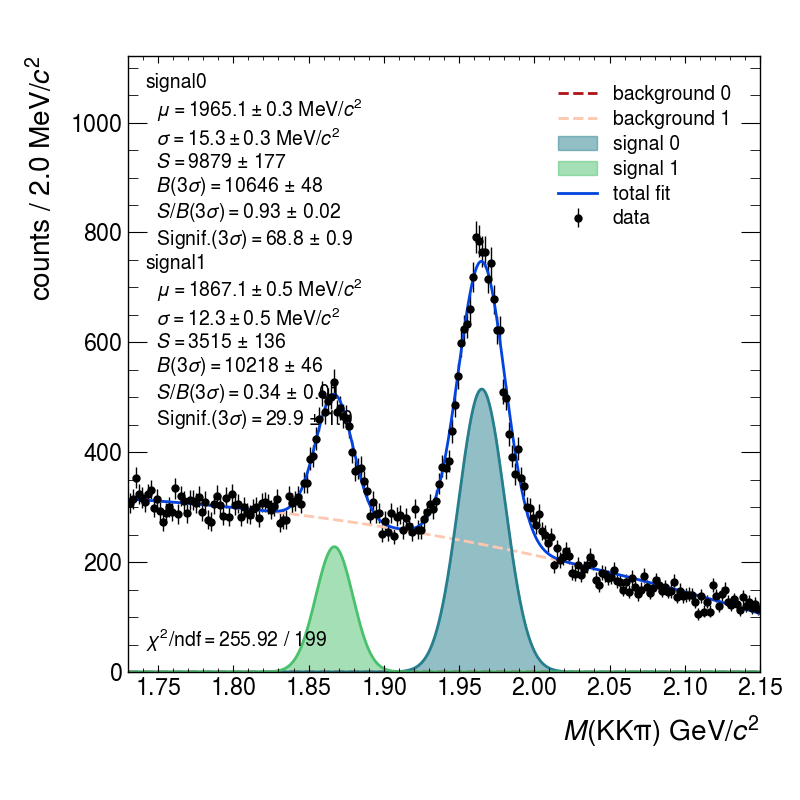 counts / 2.0 MeV/c²
1000
800
600
400
200
0
signal0
μ = 1965.1 ± 0.3 MeV/c²
σ = 15.3 ± 0.3 MeV/c²
S = 9879 ± 177
B(3σ) = 10646 ± 48
S/B(3σ) = 0.93 ± 0.02
Signif.(3σ) = 68.8 ± 0.9
signal1
μ = 1867.1 ± 0.5 MeV/c²
σ = 12.3 ± 0.5 MeV/c²
S = 3515 ± 136
B(3σ) = 10218 ± 46
S/B(3σ) = 0.34 ±
Signif.(3σ) = 29.9 ±
χ²/ndf = 255.92 / 199
background 0
background 1
signal 0
signal 1
total fit
data
1.75 1.80 1.85 1.90 1.95 2.00 2.05 2.10 2.15
M(KKπ) GeV/c²